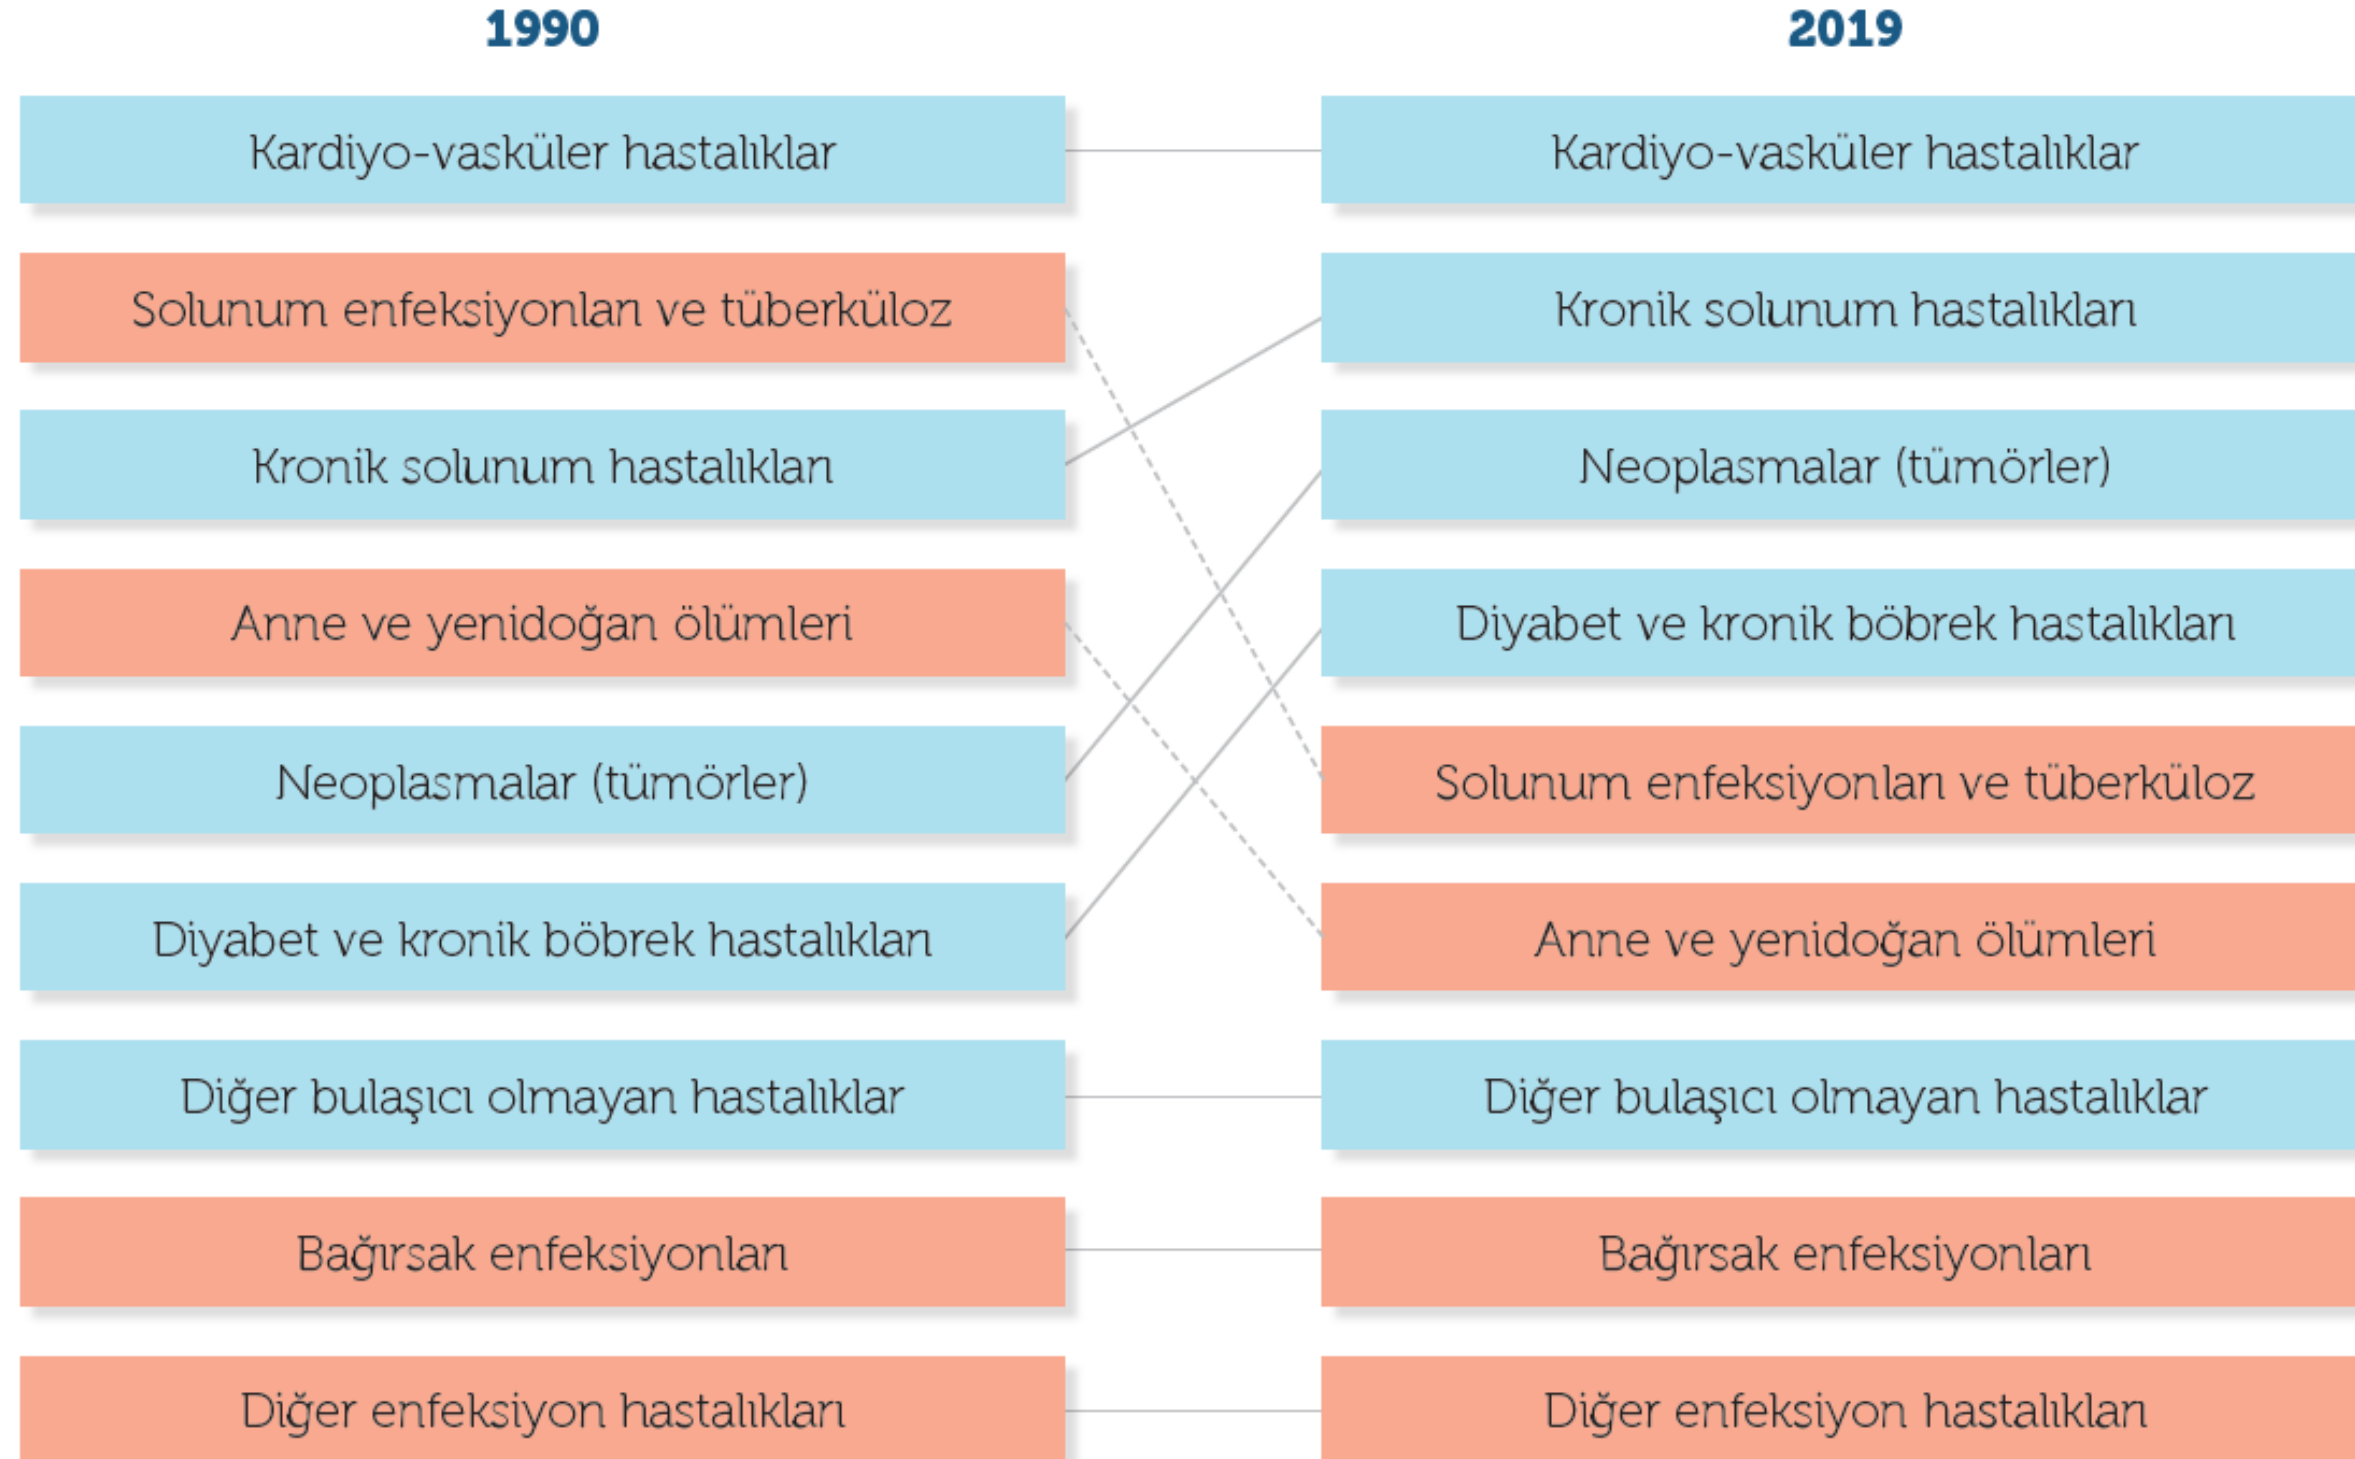 1990
2019
Kardiyo-vasküler hastalıklar
Kardiyo-vasküler hastalıklar
Solunum enfeksiyonları ve tüberküloz
Kronik solunum hastalıkları
Kronik solunum hastalıkları
Neoplasmalar (tümörler)
Anne ve yenidoğan ölümleri
Diyabet ve kronik böbrek hastalıkları
Neoplasmalar (tümörler)
Solunum enfeksiyonları ve tüberküloz
Diyabet ve kronik böbrek hastalıkları
Anne ve yenidoğan ölümleri
Diğer bulaşıcı olmayan hastalıklar
Diğer bulaşıcı olmayan hastalıklar
Bağırsak enfeksiyonları
Bağırsak enfeksiyonları
Diğer enfeksiyon hastalıkları
Diğer enfeksiyon hastalıkları